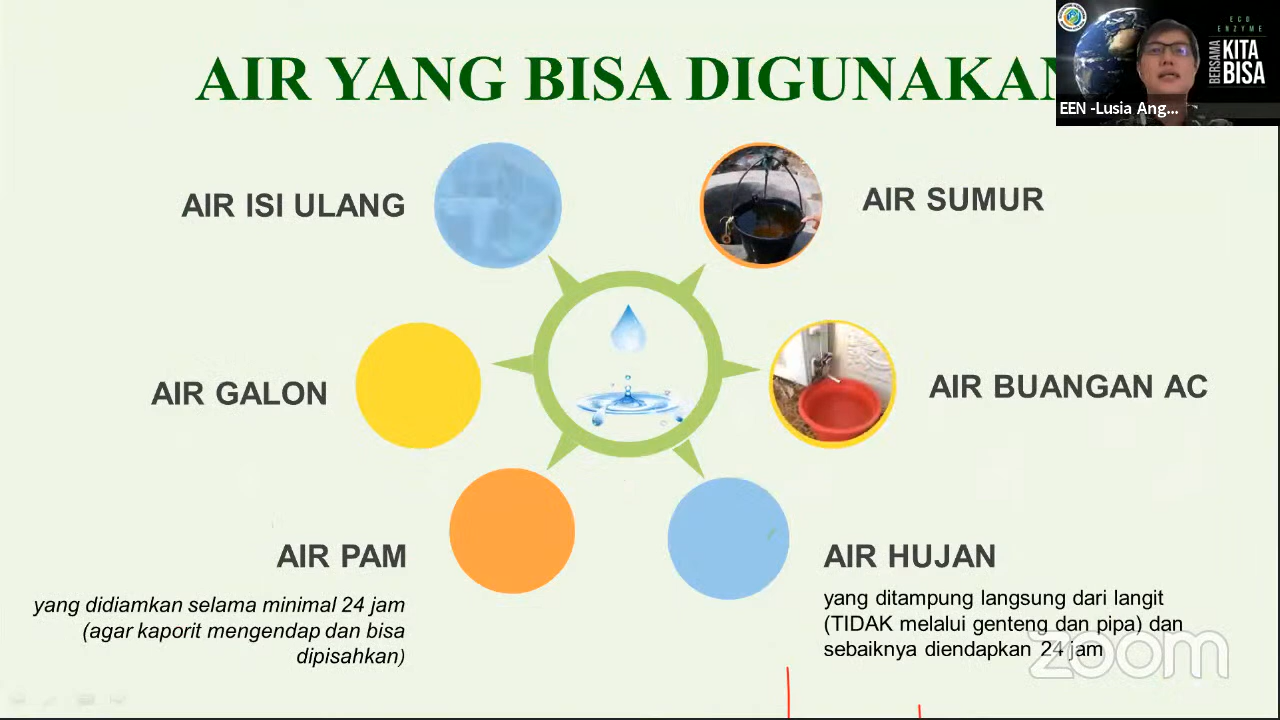 AIR YANG BISA DIGUNAKAN
ECO
ENZYME
BERSAMA
KITA
BISA
EEN -Lusia Ang...
AIR ISI ULANG
AIR SUMUR
AIR GALON
AIR BUANGAN AC
AIR PAM
yang didiamkan selama minimal 24 jam
(agar kaporit mengendap dan bisa
dipisahkan)
AIR HUJAN
yang ditampung langsung dari langit
(TIDAK melalui genteng dan pipa) dan
sebaiknya diendapkan 24 jam
zoom